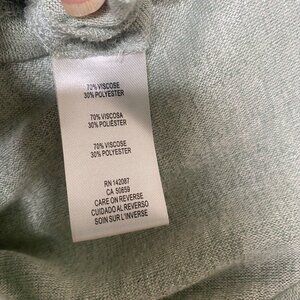 70% VISCOSE
30% POLYESTER
70% VISCOSA
30% POLIÉSTER
70% VISCOSE
30% POLYESTER
RN 142087
CA 50659
CARE ON REVERSE
CUIDADO AL REVERSO
SOIN SUR L'INVERSE